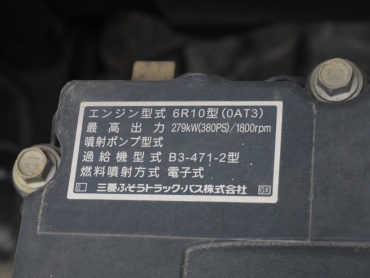 エンジン型式 6R10型(0AT3)
最高出力 279kW(380PS)/1800rpm
噴射ポンプ型式
過給機型式 B3-471-2型
燃料噴射方式 電子式
三菱ふそうトラック・バス株式会社